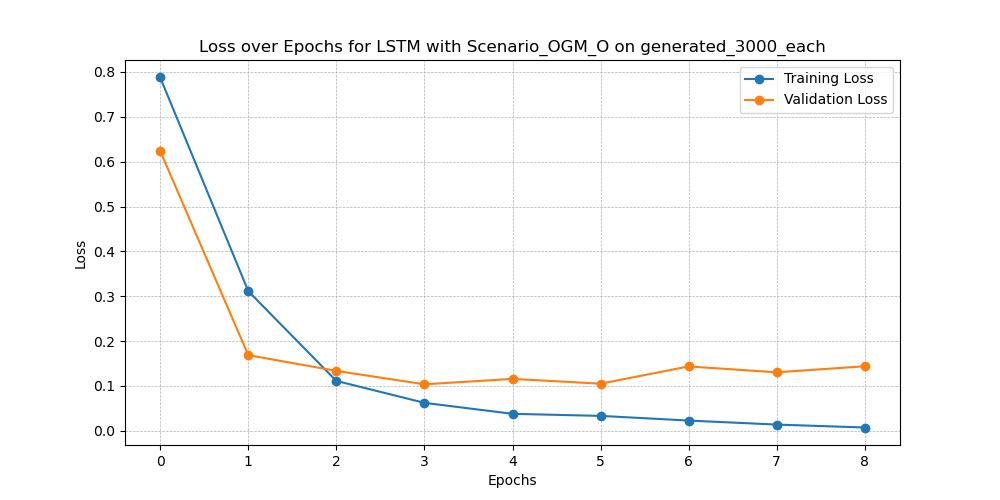 Loss over Epochs for LSTM with Scenario_OGM_O on generated_3000_each
Training Loss
Validation Loss
0.8
0.7
0.6
0.5
0.4
0.3
0.2
0.1
0.0
Loss
0 1 2 3 4 5 6 7 8
Epochs